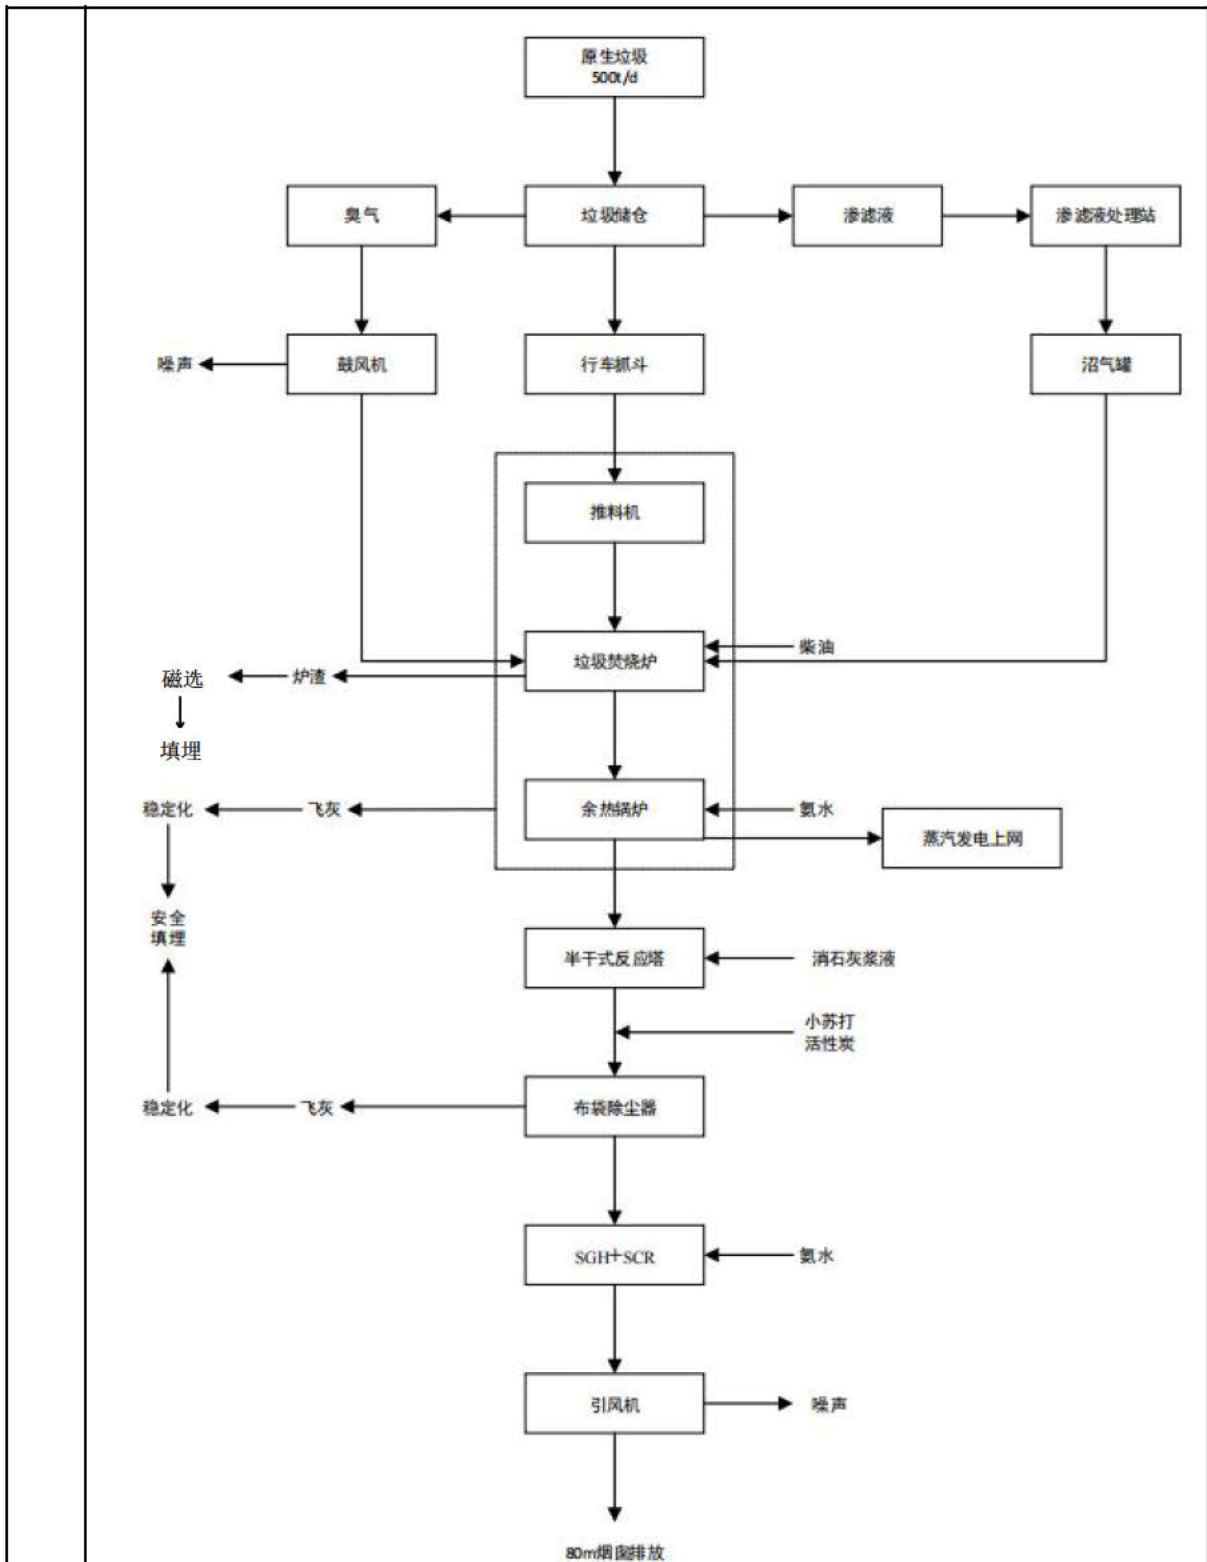 原生垃圾
500t/d
臭气
垃圾储仓
渗滤液
渗滤液处理站
噪声
鼓风机
行车抓斗
沼气罐
推料机
垃圾焚烧炉
柴油
磁选
炉渣
填埋
稳定化
飞灰
余热锅炉
氨水
蒸汽发电上网
安全
填埋
半干式反应塔
消石灰浆液
小苏打
活性炭
稳定化
飞灰
布袋除尘器
SGH+SCR
氨水
引风机
噪声
80m烟囱排放